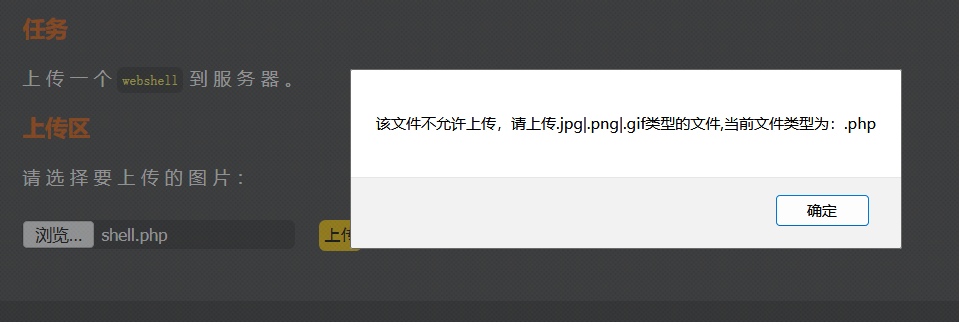 任务
上传一个 webshell 到服务器。
上传区
请选择要上传的图片：
浏览... shell.php 上传
该文件不允许上传，请上传.jpg|.png|.gif类型的文件,当前文件类型为：.php
确定